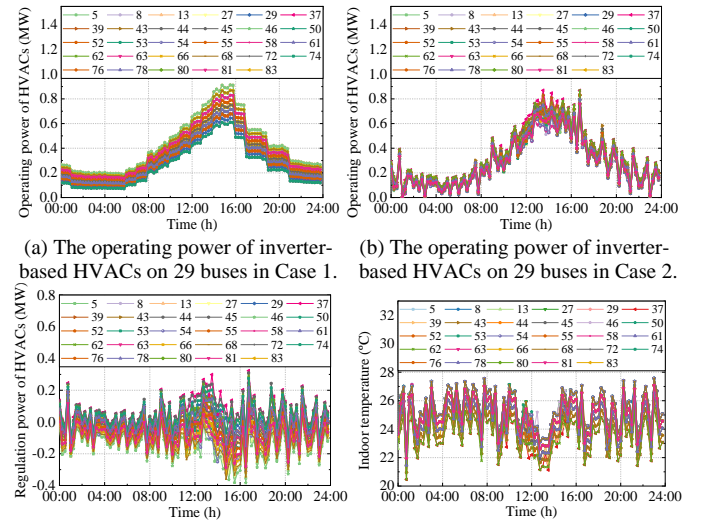 Operating power of HVACs (MW)
1.4
1.2
1.0
0.8
0.6
0.4
0.2
0.0
5 8 13 27 29 37
39 43 44 45 46 50
52 53 54 55 58 61
62 63 66 68 72 74
76 78 80 81 83
00:00 04:00 08:00 12:00 16:00 20:00 24:00
Time (h)
(a) The operating power of inverter-
based HVACs on 29 buses in Case 1.
Operating power of HVACs (MW)
1.4
1.2
1.0
0.8
0.6
0.4
0.2
0.0
5 8 13 27 29 37
39 43 44 45 46 50
52 53 54 55 58 61
62 63 66 68 72 74
76 78 80 81 83
00:00 04:00 08:00 12:00 16:00 20:00 24:00
Time (h)
(b) The operating power of inverter-
based HVACs on 29 buses in Case 2.
Regulation power of HVACs (MW)
0.8
0.6
0.4
0.2
0.0
-0.2
-0.4
5 8 13 27 29 37
39 43 44 45 46 50
52 53 54 55 58 61
62 63 66 68 72 74
76 78 80 81 83
00:00 04:00 08:00 12:00 16:00 20:00 24:00
Time (h)
Indoor temperature (°C)
32
30
28
26
24
22
20
5 8 13 27 29 37
39 43 44 45 46 50
52 53 54 55 58 61
62 63 66 68 72 74
76 78 80 81 83
00:00 04:00 08:00 12:00 16:00 20:00 24:00
Time (h)